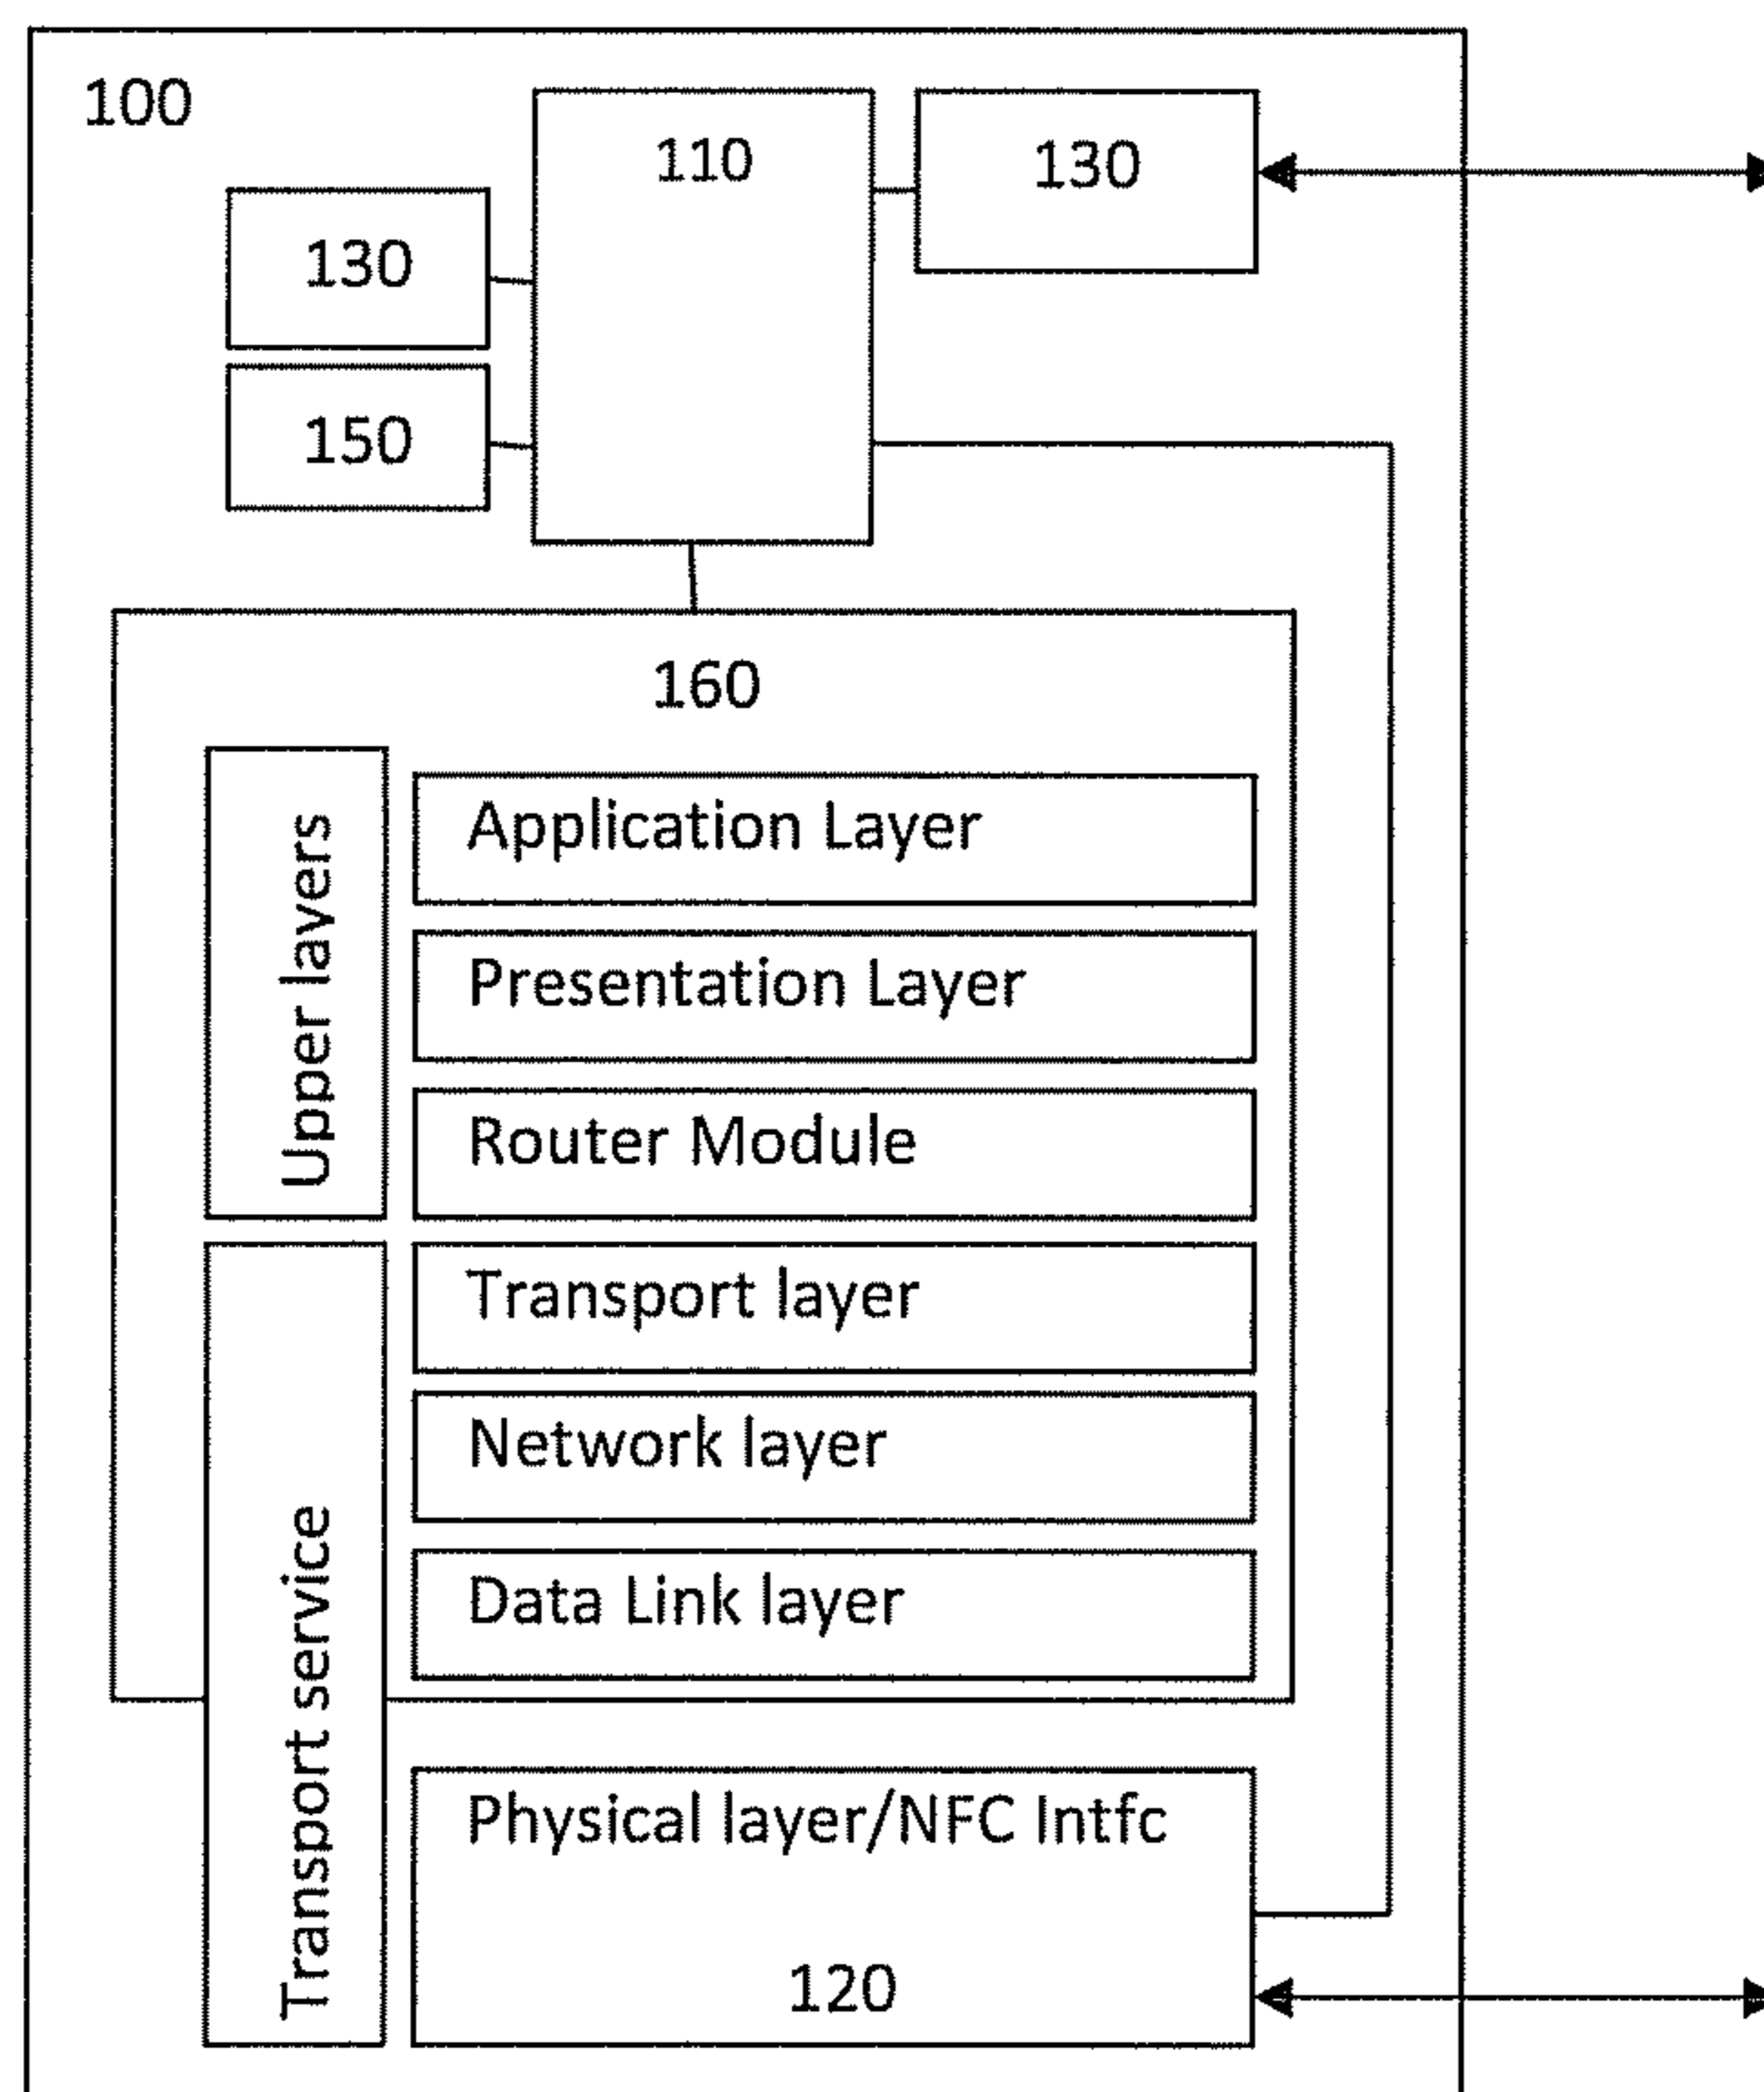 100
110
130
130
150
160
Upper layers
Application Layer
Presentation Layer
Router Module
Transport service
Transport layer
Network layer
Data Link layer
Physical layer/NFC Intfc
120